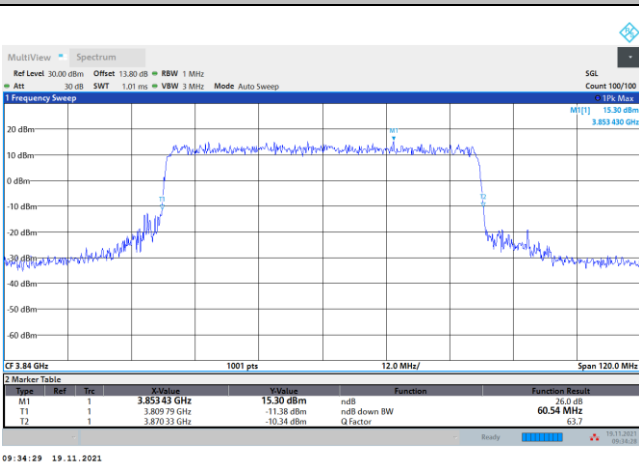 MultiView Spectrum
Ref Level 30.00 dBm Offset 13.80 dB RBW 1 MHz SGL
Att 30 dB SWT 1.01 ms VBW 3 MHz Mode Auto Sweep Count 100/100
1 Frequency Sweep 1Pk Max
M1[1] 15.30 dBm
3.853 430 GHz
20 dBm
M1
10 dBm
0 dBm
T1
-10 dBm
T2
-20 dBm
-30 dBm
-40 dBm
-50 dBm
-60 dBm
CF 3.84 GHz 1001 pts 12.0 MHz/ Span 120.0 MHz
2 Marker Table
Type Ref Trc X-Value Y-Value Function Function Result
M1 1 3.853 43 GHz 15.30 dBm ndB 26.0 dB
T1 1 3.809 79 GHz -11.38 dBm ndB down BW 60.54 MHz
T2 1 3.870 33 GHz -10.34 dBm Q Factor 63.7
Ready 19.11.2021
09:34:28
09:34:29 19.11.2021